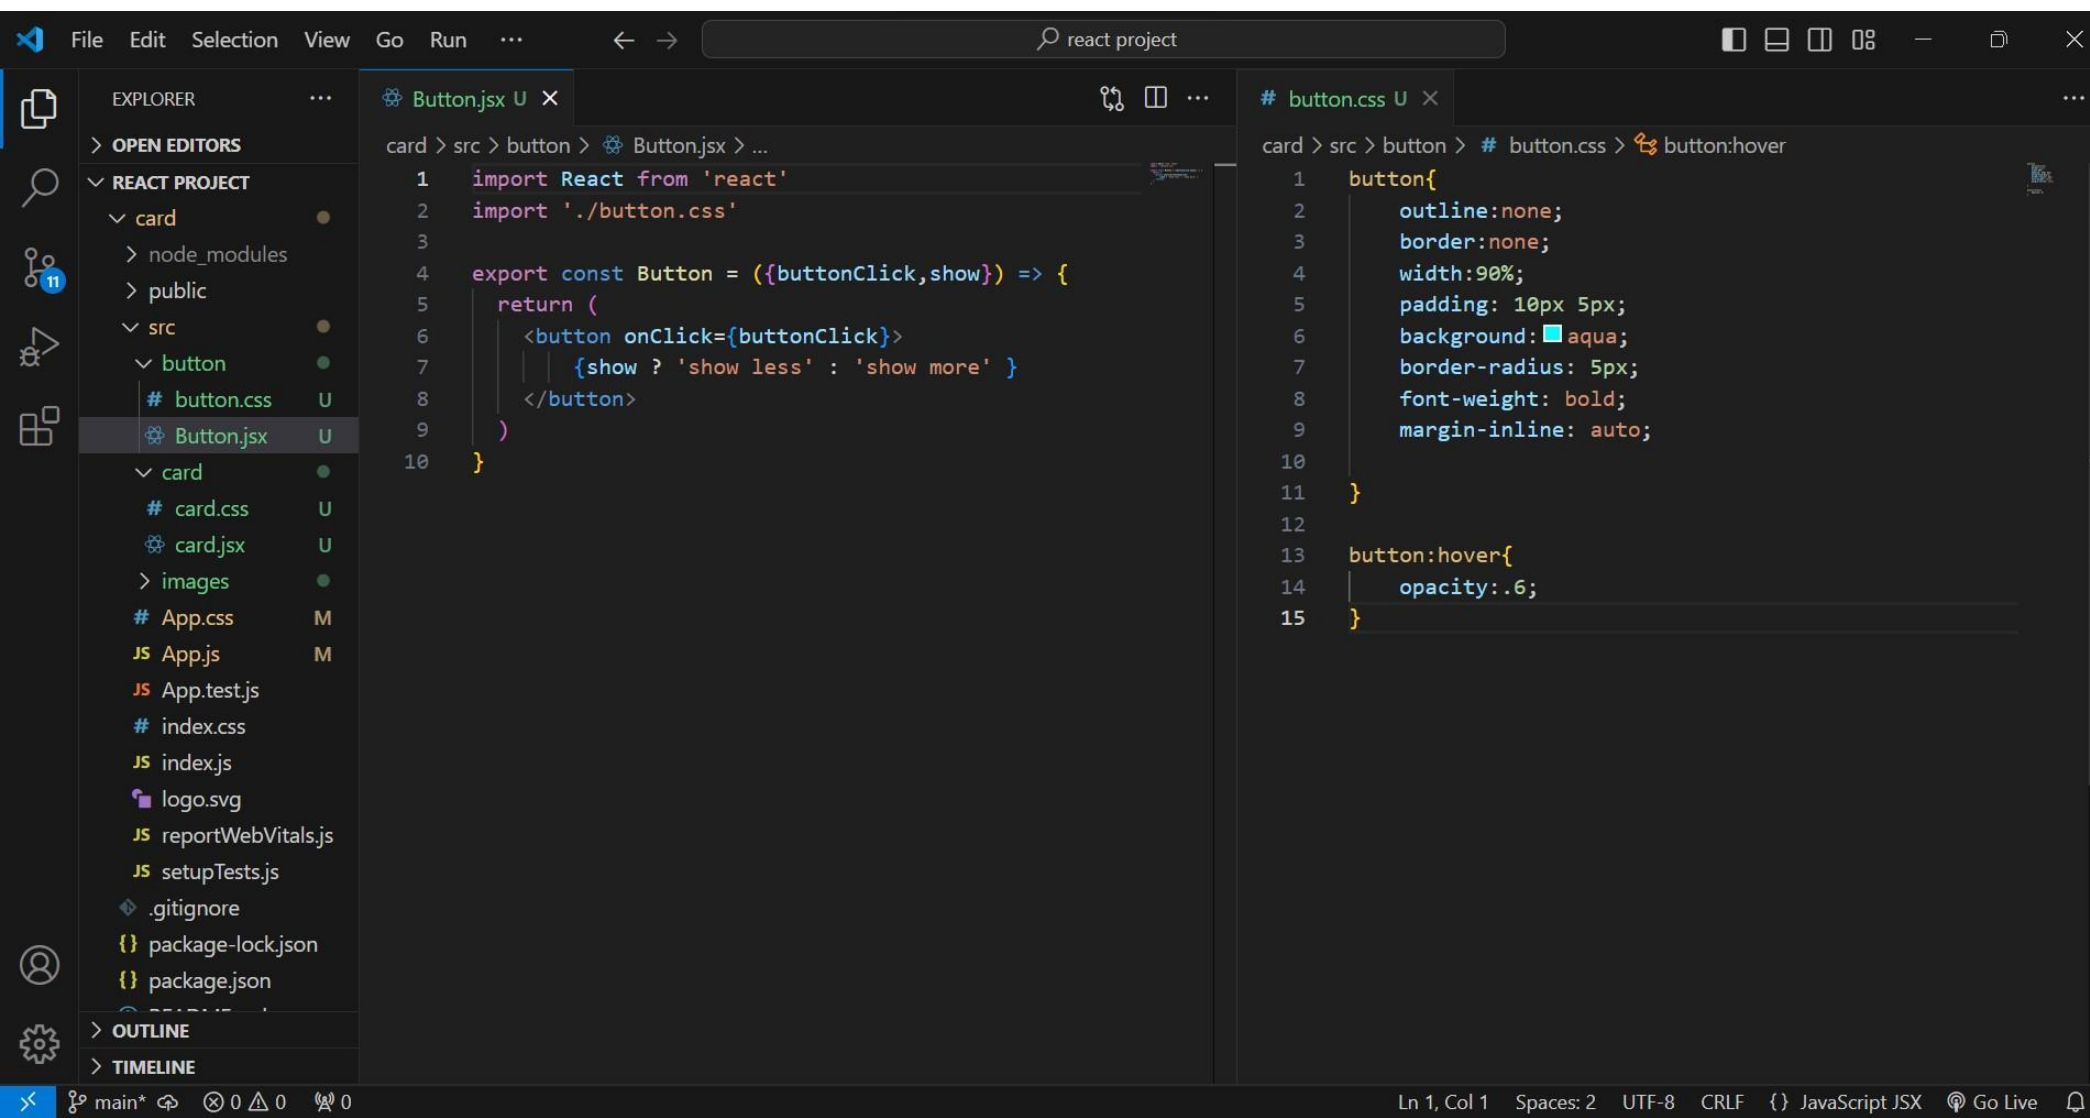 File Edit Selection View Go Run ... react project
EXPLORER ...
OPEN EDITORS
REACT PROJECT
card
node_modules
public
src
button
# button.css U
Button.jsx U
card
# card.css U
card.jsx U
images
# App.css M
JS App.js M
JS App.test.js
# index.css
JS index.js
logo.svg
JS reportWebVitals.js
JS setupTests.js
.gitignore
{} package-lock.json
{} package.json
OUTLINE
TIMELINE
11
Button.jsx U
card > src > button > Button.jsx > ...
1 import React from 'react'
2 import './button.css'
3
4 export const Button = ({buttonClick,show}) => {
5 return (
6 <button onClick={buttonClick}>
7 {show ? 'show less' : 'show more' }
8 </button>
9 )
10 }
# button.css U
card > src > button > # button.css > button:hover
1 button{
2 outline:none;
3 border:none;
4 width:90%;
5 padding: 10px 5px;
6 background: aqua;
7 border-radius: 5px;
8 font-weight: bold;
9 margin-inline: auto;
10
11 }
12
13 button:hover{
14 opacity:.6;
15 }
main* 0 0 0 Ln 1, Col 1 Spaces: 2 UTF-8 CRLF {} JavaScript JSX Go Live